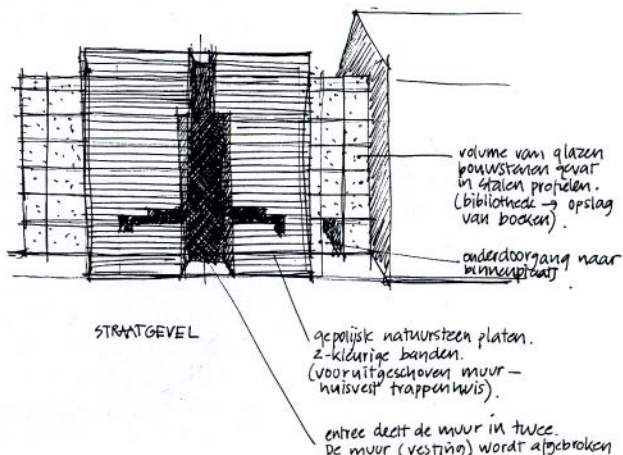 volume van glazen
bouwstenen gevat
in stalen profielen.
(bibliotheek → opslag
van boeken).
onderdoorgang naar
binnenplaats
STRAATGEVEL
gepolijst natuursteen platen.
2-kleurige banden.
(vooruitgeschoven muur –
huisvest trappenhuis).
entree deelt de muur in twee.
De muur (vesting) wordt afgebroken